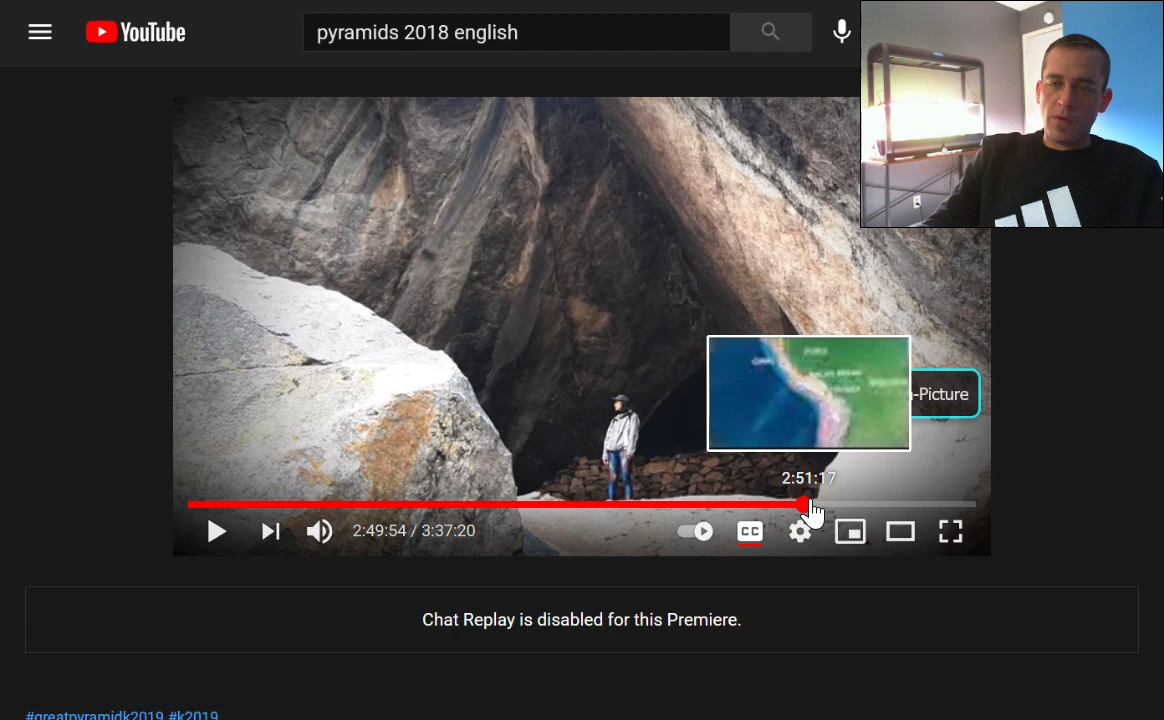 YouTube
pyramids 2018 english
-Picture
2:51:17
2:49:54 / 3:37:20
CC
Chat Replay is disabled for this Premiere.
#greatpyramidk2019 #k2019